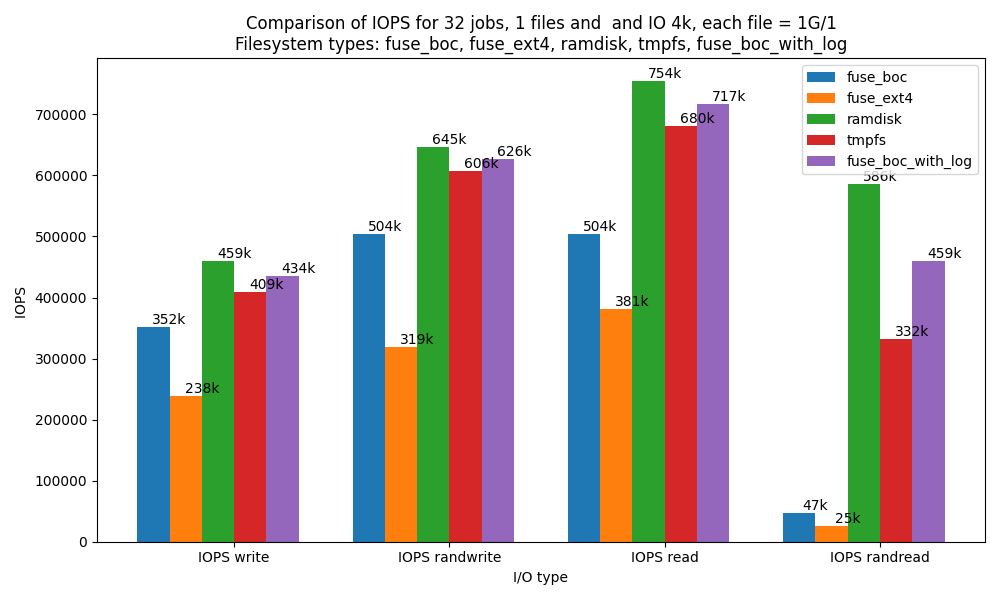 Comparison of IOPS for 32 jobs, 1 files and  and IO 4k, each file = 1G/1
Filesystem types: fuse_boc, fuse_ext4, ramdisk, tmpfs, fuse_boc_with_log
fuse_boc
fuse_ext4
ramdisk
tmpfs
fuse_boc_with_log
IOPS
700000
600000
500000
400000
300000
200000
100000
0
352k
238k
459k
409k
434k
504k
319k
645k
606k
626k
504k
381k
754k
680k
717k
47k
25k
586k
332k
459k
IOPS write
IOPS randwrite
IOPS read
IOPS randread
I/O type